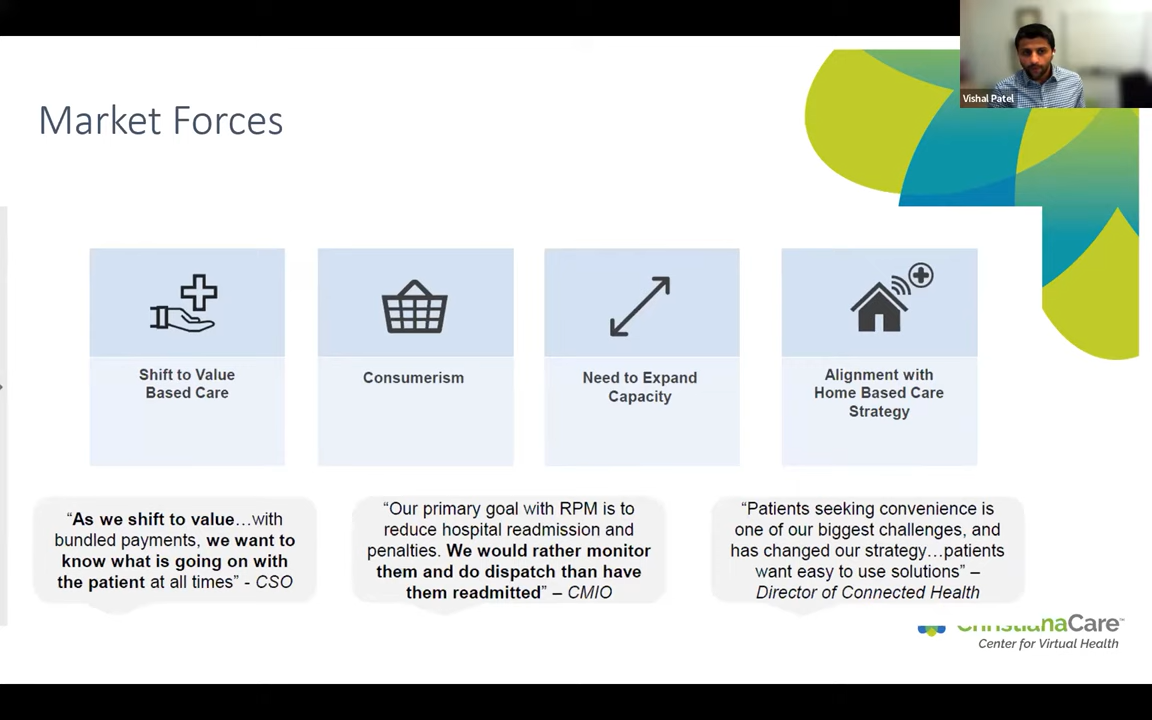 Vishal Patel
Market Forces
Shift to Value
Based Care
Consumerism
Need to Expand
Capacity
Alignment with
Home Based Care
Strategy
“As we shift to value…with
bundled payments, we want to
know what is going on with
the patient at all times” - CSO
“Our primary goal with RPM is to
reduce hospital readmission and
penalties. We would rather monitor
them and do dispatch than have
them readmitted” – CMIO
“Patients seeking convenience is
one of our biggest challenges, and
has changed our strategy…patients
want easy to use solutions” –
Director of Connected Health
ChristianaCare™
Center for Virtual Health